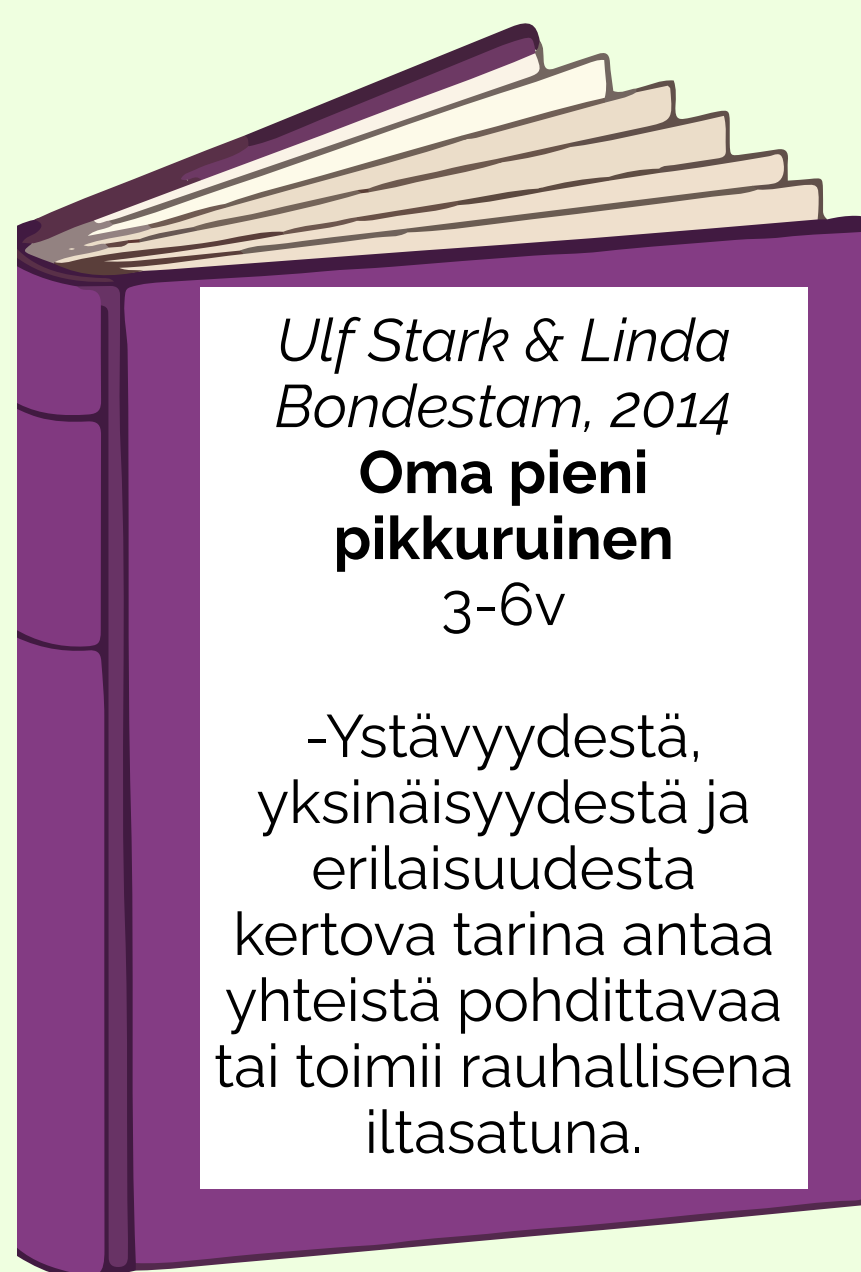 Ulf Stark & Linda
Bondestam, 2014
Oma pieni
pikkuruinen
3-6v
-Ystävyydestä,
yksinäisyydestä ja
erilaisuudesta
kertova tarina antaa
yhteistä pohdittavaa
tai toimii rauhallisena
iltasatuna.